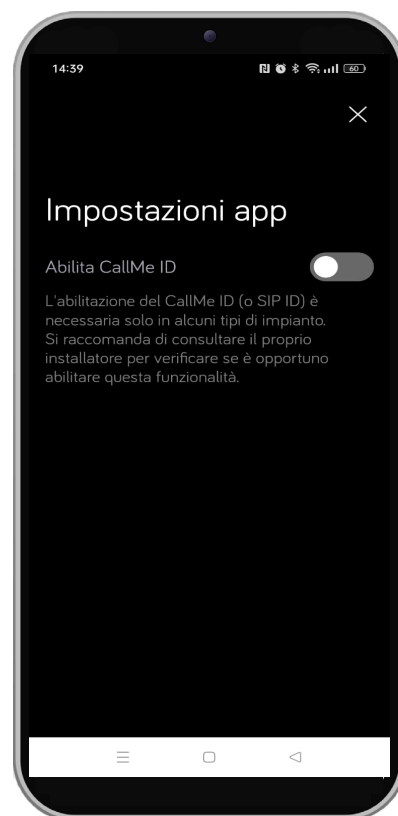 14:39
60
Impostazioni app
Abilita CallMe ID
L'abilitazione del CallMe ID (o SIP ID) è
necessaria solo in alcuni tipi di impianto.
Si raccomanda di consultare il proprio
installatore per verificare se è opportuno
abilitare questa funzionalità.